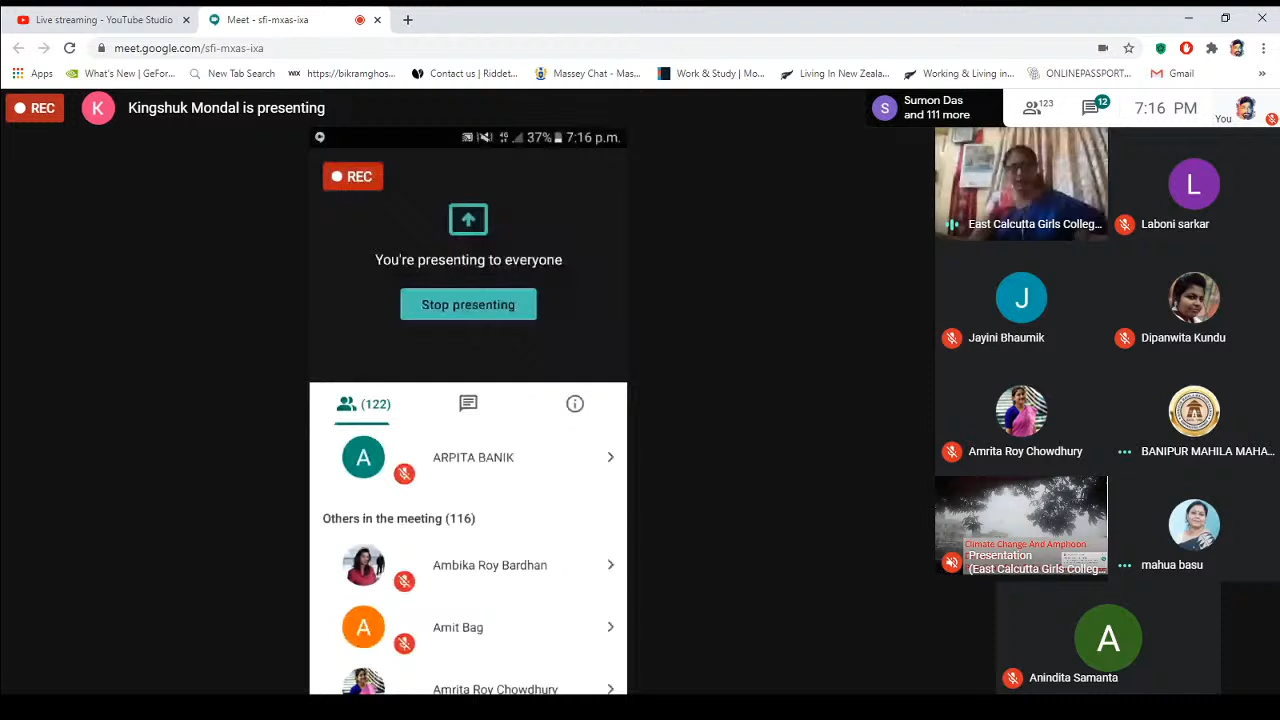 Live streaming - YouTube Studio
Meet - sfi-mxas-ixa
meet.google.com/sfi-mxas-ixa
Apps
What's New | GeFor...
New Tab Search
WIX
https://bikramghos...
Contact us | Riddet...
Massey Chat - Mas...
Work & Study | Mo...
Living In New Zeala...
Working & Living in...
ONLINEPASSPORT...
Gmail
REC
K
Kingshuk Mondal is presenting
S
Sumon Das
and 111 more
123
12
7:16 PM
You
37%
7:16 p.m.
REC
You're presenting to everyone
Stop presenting
(122)
A
ARPITA BANIK
Others in the meeting (116)
Ambika Roy Bardhan
A
Amit Bag
Amrita Roy Chowdhury
East Calcutta Girls Colleg...
L
Laboni sarkar
J
Jayini Bhaumik
Dipanwita Kundu
Amrita Roy Chowdhury
BANIPUR MAHILA MAHA...
Climate Change And Amphoon
Presentation
(East Calcutta Girls Colleg...
mahua basu
A
Anindita Samanta